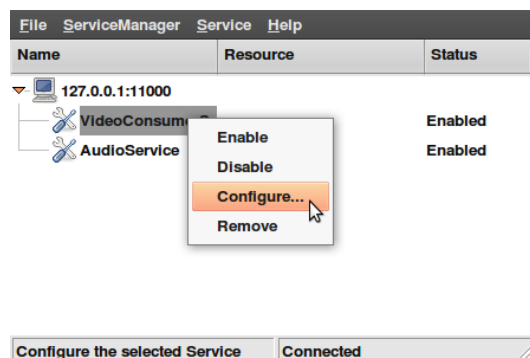 File ServiceManager Service Help
Name Resource Status
127.0.0.1:11000
Enabled
AudioService Enabled
Enable
Disable
Configure...
Remove
Configure the selected Service Connected